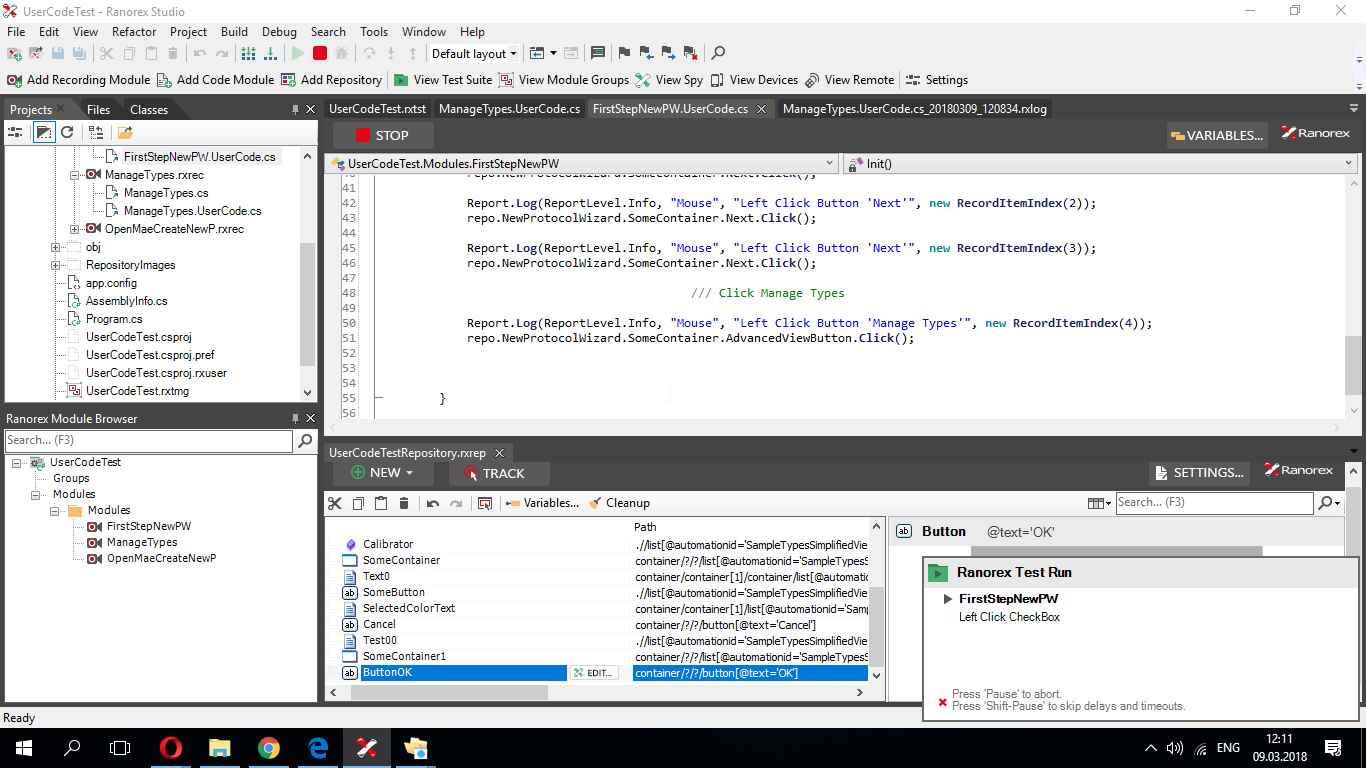 UserCodeTest - Ranorex Studio
File Edit View Refactor Project Build Debug Search Tools Window Help
Default layout
Add Recording Module Add Code Module Add Repository View Test Suite View Module Groups View Spy View Devices View Remote Settings
Projects Files Classes
UserCodeTest.rxtst ManageTypes.UserCode.cs FirstStepNewPW.UserCode.cs ManageTypes.UserCode.cs_20180309_120834.rxlog
STOP VARIABLES... Ranorex
UserCodeTest.Modules.FirstStepNewPW Init()
FirstStepNewPW.UserCode.cs
ManageTypes.rxrec
ManageTypes.cs
ManageTypes.UserCode.cs
OpenMaeCreateNewP.rxrec
obj
RepositoryImages
app.config
AssemblyInfo.cs
Program.cs
UserCodeTest.csproj
UserCodeTest.csproj.pref
UserCodeTest.csproj.rxuser
UserCodeTest.rxtmg
40 repo.NewProtocolWizard.SomeContainer.Next.Click();
41
42 Report.Log(ReportLevel.Info, "Mouse", "Left Click Button 'Next'", new RecordItemIndex(2));
43 repo.NewProtocolWizard.SomeContainer.Next.Click();
44
45 Report.Log(ReportLevel.Info, "Mouse", "Left Click Button 'Next'", new RecordItemIndex(3));
46 repo.NewProtocolWizard.SomeContainer.Next.Click();
47
48 /// Click Manage Types
49
50 Report.Log(ReportLevel.Info, "Mouse", "Left Click Button 'Manage Types'", new RecordItemIndex(4));
51 repo.NewProtocolWizard.SomeContainer.AdvancedViewButton.Click();
52
53
54
55 }
56
Ranorex Module Browser
Search... (F3)
UserCodeTest
Groups
Modules
Modules
FirstStepNewPW
ManageTypes
OpenMaeCreateNewP
UserCodeTestRepository.rxrep
NEW TRACK SETTINGS... Ranorex
Variables... Cleanup Search... (F3)
Path
Calibrator .//list[@automationid='SampleTypesSimplifiedVie
SomeContainer container/?/?/list[@automationid='SampleTypesS
Text0 container/container[1]/container/list[@automatic
SomeButton .//list[@automationid='SampleTypesSimplifiedVie
SelectedColorText container/container[1]/list[@automationid='Sam
Cancel container/?/?/button[@text='Cancel']
Test00 .//list[@automationid='SampleTypesSimplifiedVie
SomeContainer1 container/?/?/list[@automationid='SampleTypesS
ButtonOK EDIT... container/?/?/button[@text='OK']
Button @text='OK'
Ranorex Test Run
FirstStepNewPW
Left Click CheckBox
Press 'Pause' to abort.
Press 'Shift-Pause' to skip delays and timeouts.
Ready
ENG
12:11
09.03.2018